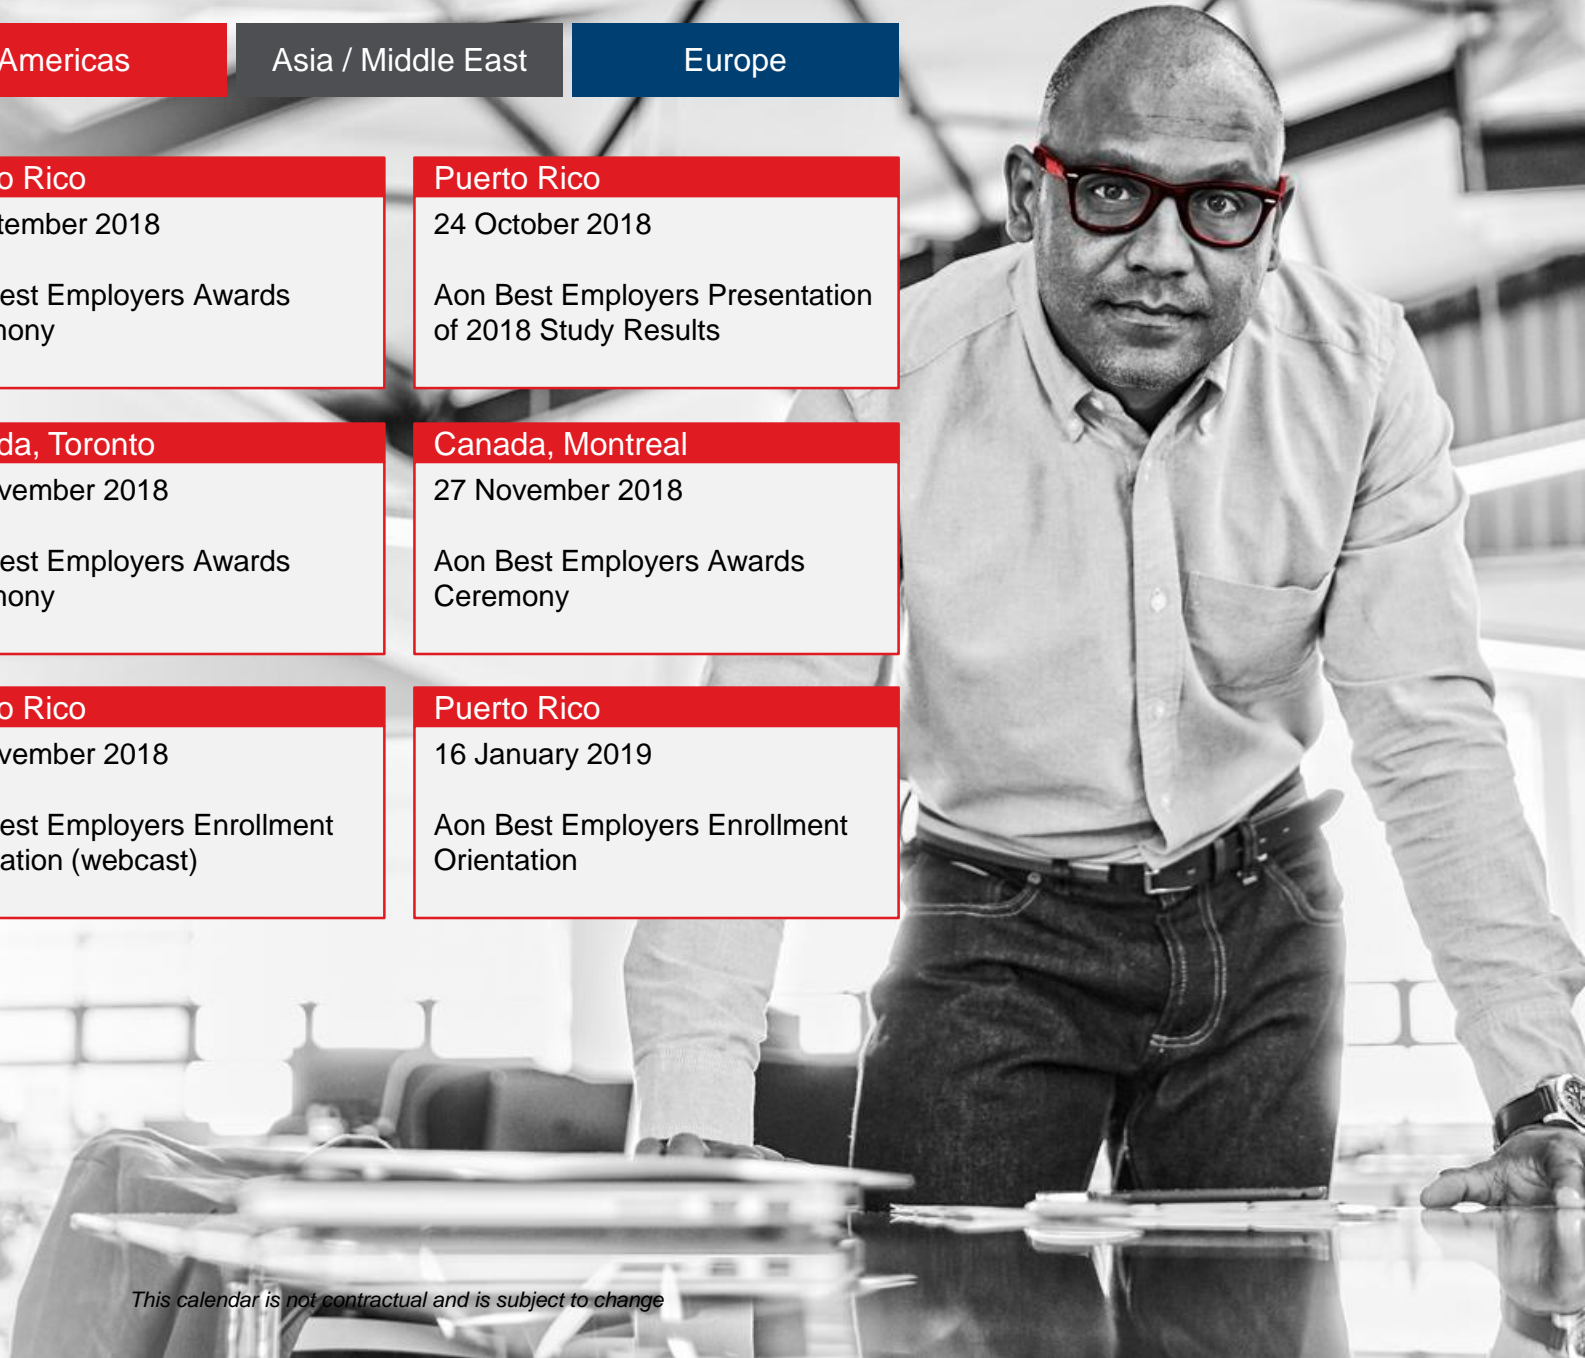 Americas
Asia / Middle East
Europe
o Rico
tember 2018
est Employers Awards
nony
Puerto Rico
24 October 2018
Aon Best Employers Presentation
of 2018 Study Results
da, Toronto
vember 2018
est Employers Awards
nony
Canada, Montreal
27 November 2018
Aon Best Employers Awards
Ceremony
o Rico
vember 2018
est Employers Enrollment
ation (webcast)
Puerto Rico
16 January 2019
Aon Best Employers Enrollment
Orientation
This calendar is not contractual and is subject to change